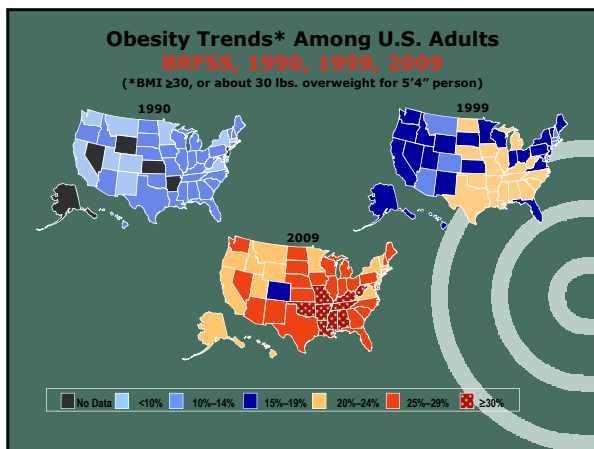 Obesity Trends* Among U.S. Adults
BRFSS, 1990, 1999, 2009
(*BMI ≥30, or about 30 lbs. overweight for 5’4” person)
1990
1999
2009
No Data <10% 10%–14% 15%–19% 20%–24% 25%–29% ≥30%